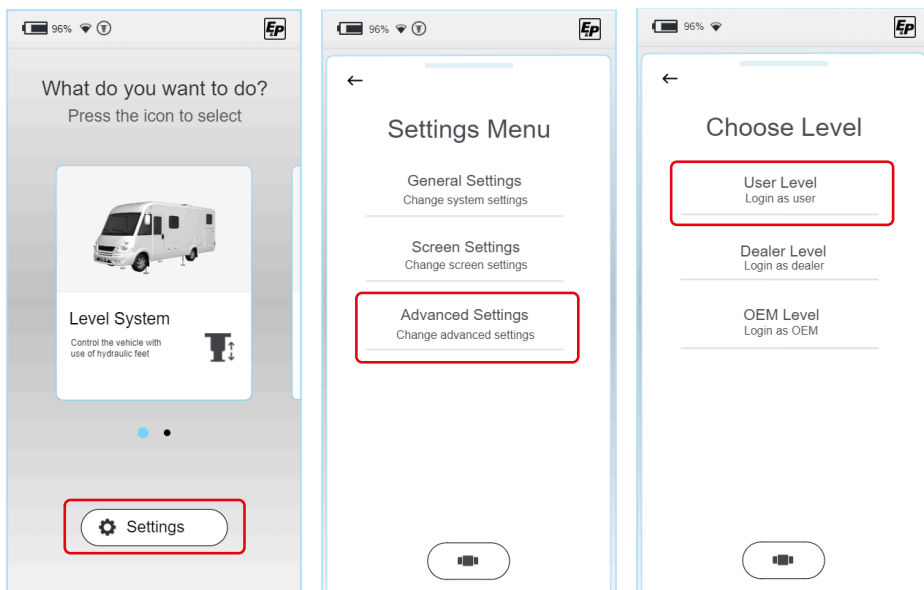 96%
EP
What do you want to do?
Press the icon to select
Level System
Control the vehicle with
use of hydraulic feet
Settings
96%
EP
Settings Menu
General Settings
Change system settings
Screen Settings
Change screen settings
Advanced Settings
Change advanced settings
96%
EP
Choose Level
User Level
Login as user
Dealer Level
Login as dealer
OEM Level
Login as OEM